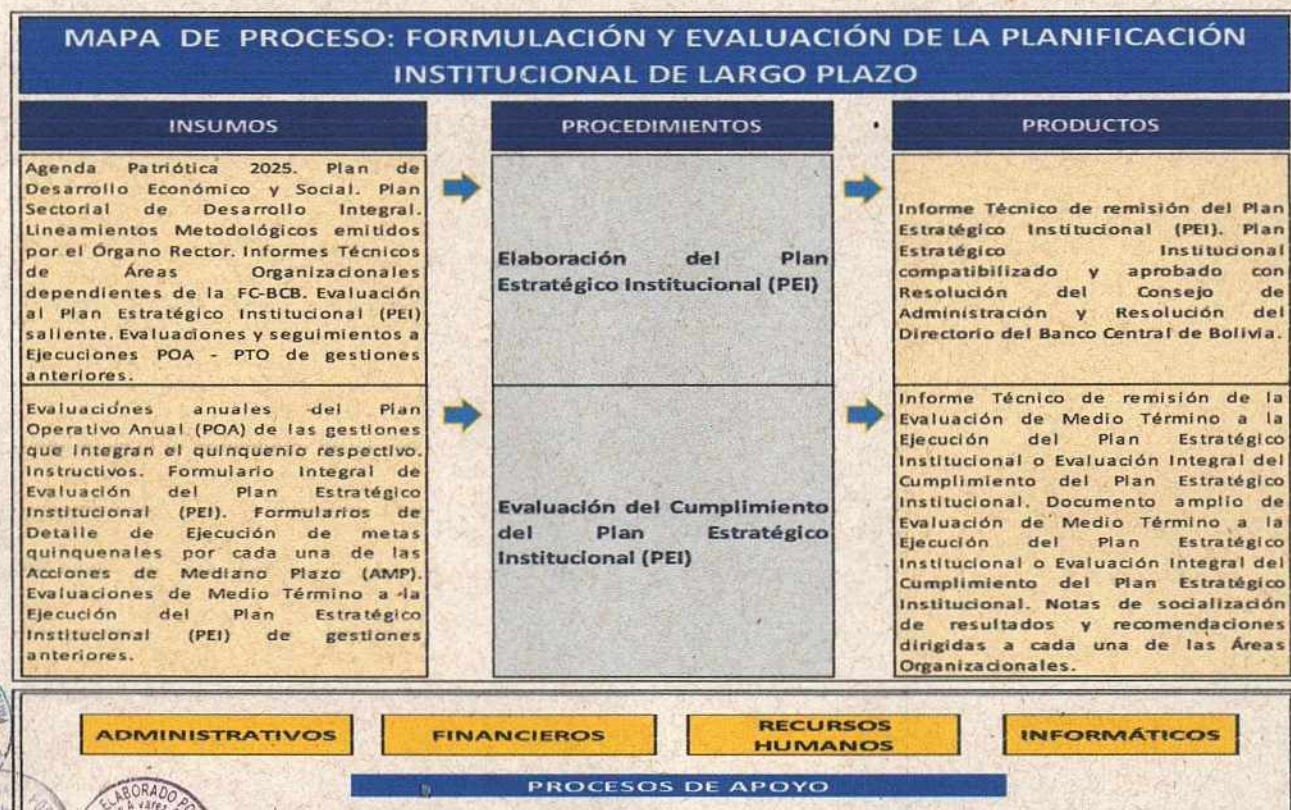 MAPA DE PROCESO: FORMULACIÓN Y EVALUACIÓN DE LA PLANIFICACIÓN
INSTITUCIONAL DE LARGO PLAZO
INSUMOS
Agenda Patriótica 2025. Plan de
Desarrollo Económico y Social. Plan
Sectorial de Desarrollo Integral.
Lineamientos Metodológicos emitidos
por el Órgano Rector. Informes Técnicos
de Áreas Organizacionales
dependientes de la FC-BCB. Evaluación
al Plan Estratégico Institucional (PEI)
saliente. Evaluaciones y seguimientos a
Ejecuciones POA - PTO de gestiones
anteriores.
Evaluaciones anuales del Plan
Operativo Anual (POA) de las gestiones
que integran el quinquenio respectivo.
Instructivos. Formulario Integral de
Evaluación del Plan Estratégico
Institucional (PEI). Formularios de
Detalle de Ejecución de metas
quinquenales por cada una de las
Acciones de Mediano Plazo (AMP).
Evaluaciones de Medio Término a la
Ejecución del Plan Estratégico
Institucional (PEI) de gestiones
anteriores.
PROCEDIMIENTOS
Elaboración del Plan
Estratégico Institucional (PEI)
Evaluación del Cumplimiento
del Plan Estratégico
Institucional (PEI)
PRODUCTOS
Informe Técnico de remisión del Plan
Estratégico Institucional (PEI). Plan
Estratégico Institucional
compatibilizado y aprobado con
Resolución del Consejo de
Administración y Resolución del
Directorio del Banco Central de Bolivia.
Informe Técnico de remisión de la
Evaluación de Medio Término a la
Ejecución del Plan Estratégico
Institucional o Evaluación Integral del
Cumplimiento del Plan Estratégico
Institucional. Documento amplio de
Evaluación de Medio Término a la
Ejecución del Plan Estratégico
Institucional o Evaluación Integral del
Cumplimiento del Plan Estratégico
Institucional. Notas de socialización
de resultados y recomendaciones
dirigidas a cada una de las Áreas
Organizacionales.
ADMINISTRATIVOS
FINANCIEROS
RECURSOS
HUMANOS
INFORMÁTICOS
PROCESOS DE APOYO
ELABORADO PO